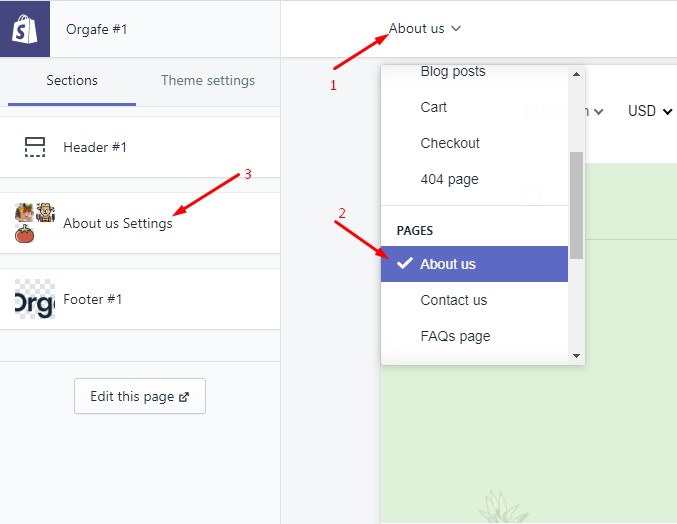 Orgafe #1
About us
1
Sections
Theme settings
Blog posts
Cart
USD
Header #1
Checkout
3
404 page
2
About us Settings
PAGES
About us
Footer #1
Contact us
FAQs page
Edit this page